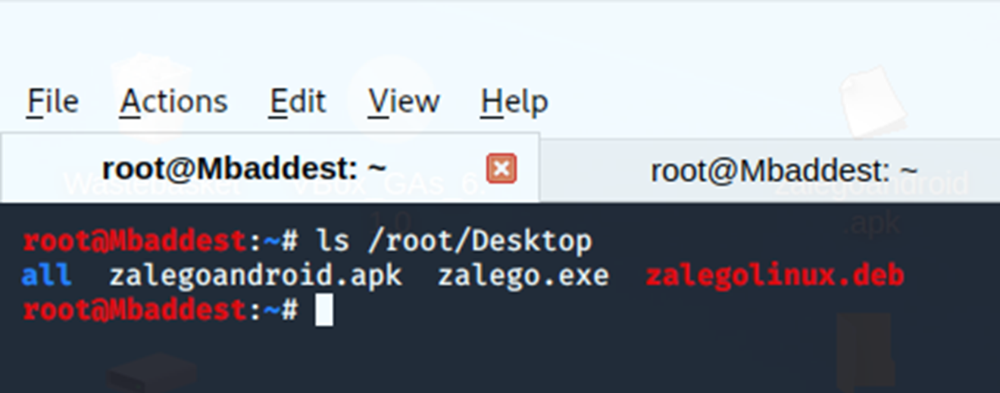 File Actions Edit View Help
root@Mbaddest: ~ root@Mbaddest: ~
Wastebasket VBox_GAs_6. zalegoandroid
1.0 .apk
root@Mbaddest:~# ls /root/Desktop
all zalegoandroid.apk zalego.exe zalegolinux.deb
root@Mbaddest:~#